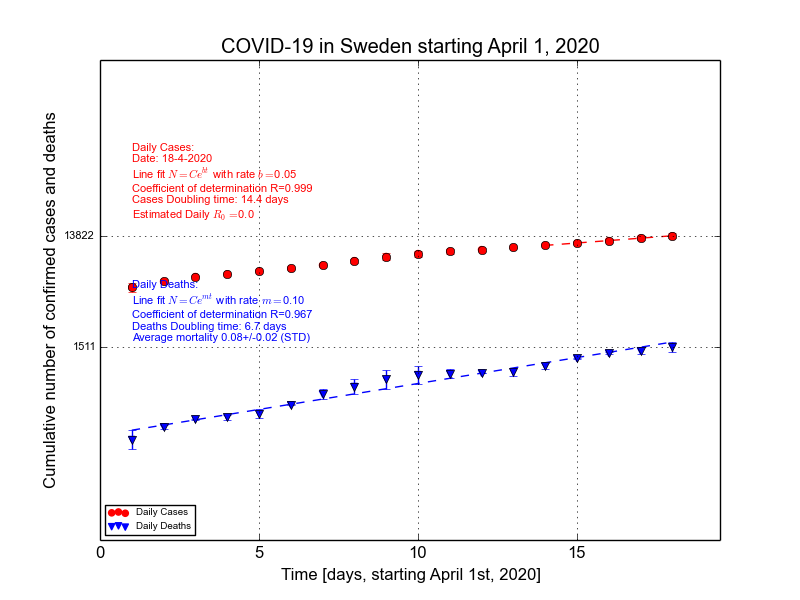 COVID-19 in Sweden starting April 1, 2020
Cumulative number of confirmed cases and deaths
Daily Cases:
Date: 18-4-2020
Line fit N=Ce^{bt} with rate b=0.05
Coefficient of determination R=0.999
Cases Doubling time: 14.4 days
Estimated Daily R_0=0.0
13822
Daily Deaths:
Line fit N=Ce^{mt} with rate m=0.10
Coefficient of determination R=0.967
Deaths Doubling time: 6.7 days
Average mortality 0.08+/-0.02 (STD)
1511
Daily Cases
Daily Deaths
0 5 10 15
Time [days, starting April 1st, 2020]